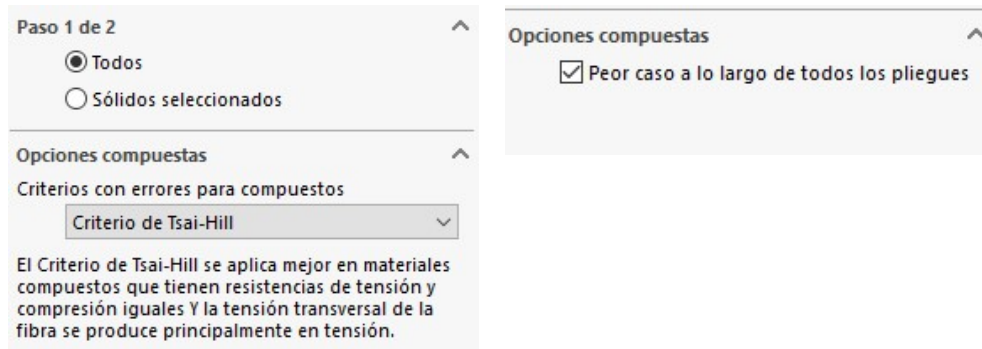 Paso 1 de 2
Todos
Sólidos seleccionados
Opciones compuestas
Criterios con errores para compuestos
Criterio de Tsai-Hill
El Criterio de Tsai-Hill se aplica mejor en materiales
compuestos que tienen resistencias de tensión y
compresión iguales Y la tensión transversal de la
fibra se produce principalmente en tensión.
Opciones compuestas
Peor caso a lo largo de todos los pliegues